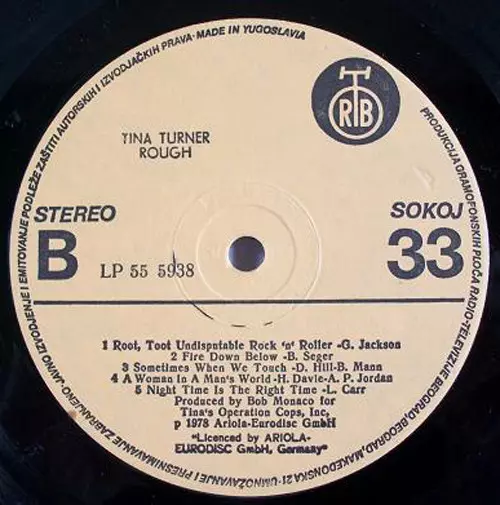 JAVNO IZVODJENJE I EMITOVANJE PODLEŽE ZAŠTITI AUTORSKIH I IZVODJAČKIH PRAVA·MADE IN YUGOSLAVIA
RTB
TINA TURNER
ROUGH
STEREO
SOKOJ
B
33
LP 55 5938
1 Root, Toot Undisputable Rock 'n' Roller -G. Jackson
2 Fire Down Below -B. Seger
3 Sometimes When We Touch -D. Hill-B. Mann
4 A Woman In A Man's World -H. Davie-A. P. Jordan
5 Night Time Is The Right Time -L. Carr
Produced by Bob Monaco for
Tina's Operation Cops, Inc,
p 1978 Ariola-Eurodisc GmbH
"Licenced by ARIOLA-
EURODISC GmbH, Germany"
PRODUKCIJA GRAMOFONSKIH PLOČA RADIO-TELEVIZIJE BEOGRAD, BEOGRAD, MAKEDONSKA 21·UMNOŽAVANJE I PRESNIMAVANJE ZABRANJENO,